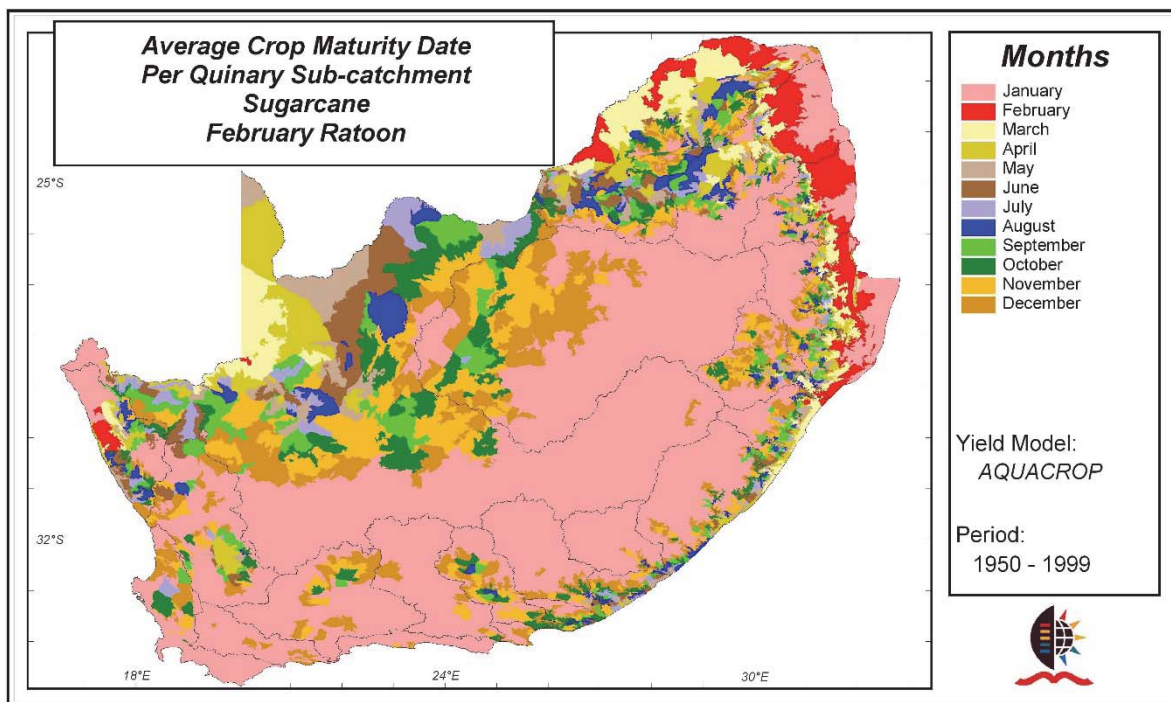 Average Crop Maturity Date
Per Quinary Sub-catchment
Sugarcane
February Ratoon
Months
January
February
March
April
May
June
July
August
September
October
November
December
Yield Model:
AQUACROP
Period:
1950 - 1999
25°S
32°S
18°E
24°E
30°E